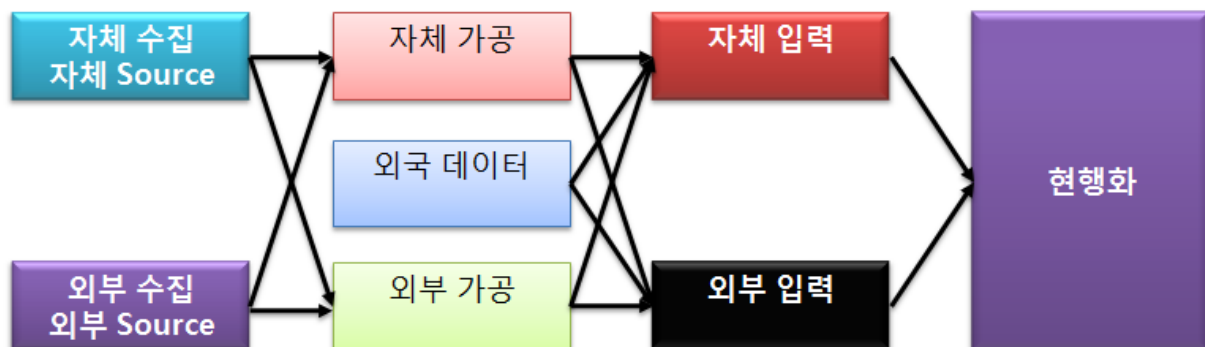 자체 수집
자체 Source
자체 가공
자체 입력
외국 데이터
현행화
외부 수집
외부 Source
외부 가공
외부 입력